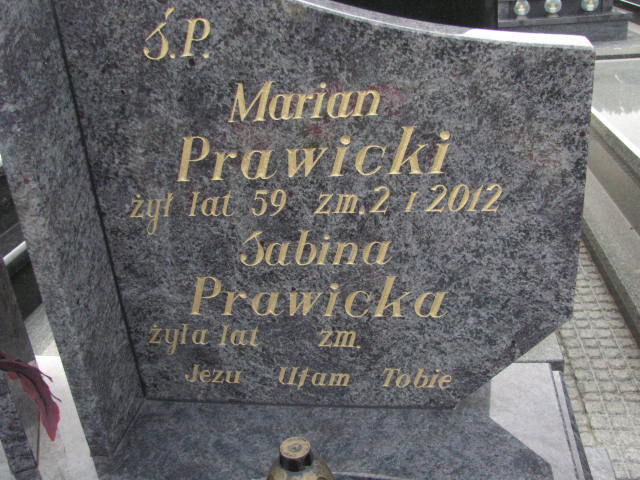 Ś.P.
Marian
Prawicki
żył lat 59 zm. 2 I 2012
Sabina
Prawicka
żyła lat zm.
Jezu Ufam Tobie